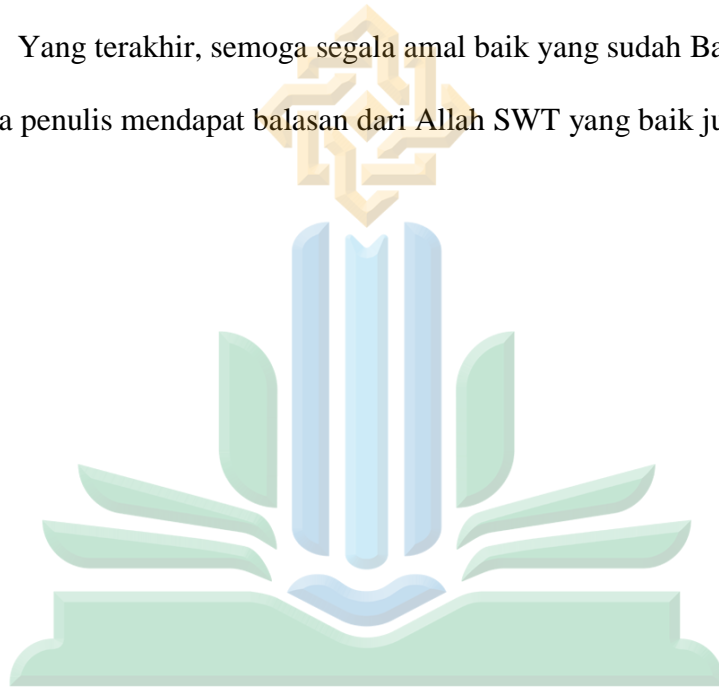 Yang terakhir, semoga segala amal baik yang sudah Ba
a penulis mendapat balasan dari Allah SWT yang baik ju